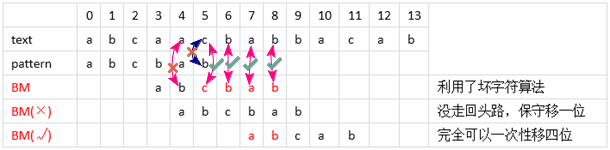 0 1 2 3 4 5 6 7 8 9 10 11 12 13
text a b c a a c b a b b a c a b
pattern a b c b a b
BM a b c b a b 利用了坏字符算法
BM(×) a b c b a b 没走回头路，保守移一位
BM(√) a b c a b 完全可以一次性移四位